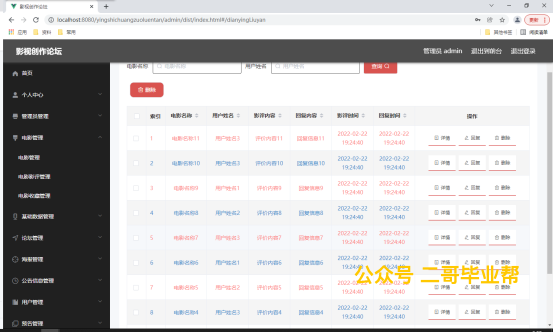 影视创作论坛
localhost:8080/yingshichuangzuoluntan/admin/dist/index.html#/dianyingLiuyan
更新
应用 资料 常用 其他书签 阅读清单
影视创作论坛 管理员 admin 退出到前台 退出登录
首页
个人中心
管理员管理
电影管理
电影管理
电影影评管理
电影收藏管理
基础数据管理
论坛管理
海报管理
公告信息管理
用户管理
预告管理
电影名称 电影名称 用户姓名 用户姓名 查询
删除
索引 电影名称 用户姓名 影评内容 回复内容 影评时间 回复时间 操作
1 电影名称11 用户姓名3 评价内容11 回复信息11 2022-02-22 19:24:40 2022-02-22 19:24:40 详情 回复 删除
2 电影名称10 用户姓名3 评价内容10 回复信息10 2022-02-22 19:24:40 2022-02-22 19:24:40 详情 回复 删除
3 电影名称9 用户姓名1 评价内容9 回复信息9 2022-02-22 19:24:40 2022-02-22 19:24:40 详情 回复 删除
4 电影名称8 用户姓名2 评价内容8 回复信息8 2022-02-22 19:24:40 2022-02-22 19:24:40 详情 回复 删除
5 电影名称7 用户姓名3 评价内容7 回复信息7 2022-02-22 19:24:40 2022-02-22 19:24:40 详情 回复 删除
6 电影名称6 用户姓名1 评价内容6 回复信息6 2022-02-22 19:24:40 2022-02-22 19:24:40 详情 回复 删除
7 电影名称5 用户姓名2 评价内容5 回复信息5 2022-02-22 19:24:40 2022-02-22 19:24:40 详情 回复 删除
8 电影名称4 用户姓名3 评价内容4 回复信息4 2022-02-22 19:24:40 2022-02-22 19:24:40 详情 回复 删除
公众号 二哥毕业帮